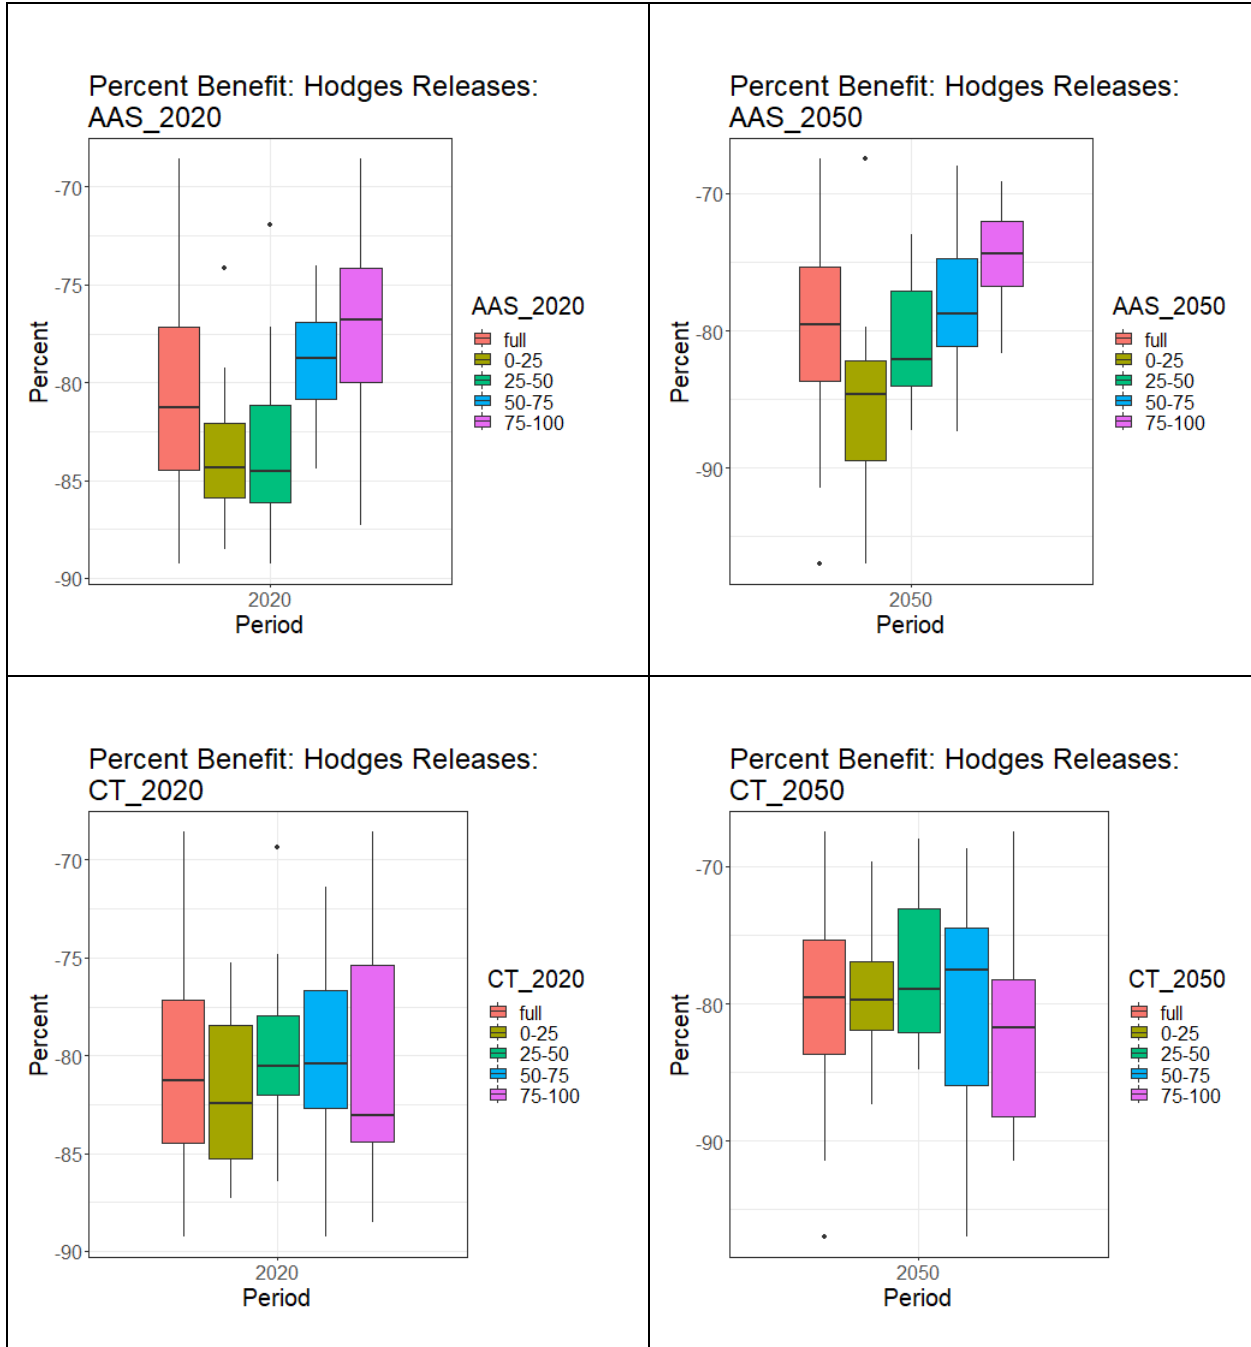 Percent Benefit: Hodges Releases:
AAS_2020
-70
-75
-80
-85
-90
Percent
2020
Period
AAS_2020
full
0-25
25-50
50-75
75-100
Percent Benefit: Hodges Releases:
AAS_2050
-70
-80
-90
Percent
2050
Period
AAS_2050
full
0-25
25-50
50-75
75-100
Percent Benefit: Hodges Releases:
CT_2020
-70
-75
-80
-85
-90
Percent
2020
Period
CT_2020
full
0-25
25-50
50-75
75-100
Percent Benefit: Hodges Releases:
CT_2050
-70
-80
-90
Percent
2050
Period
CT_2050
full
0-25
25-50
50-75
75-100